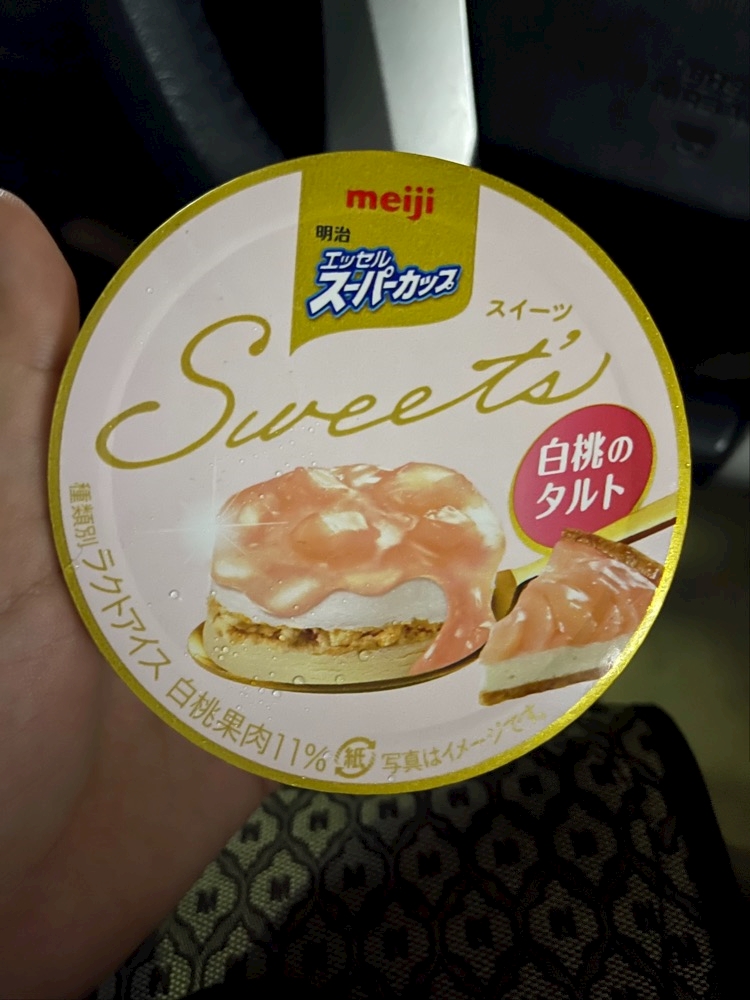 meiji
明治
エッセル
スーパーカップ
スイーツ
Sweet's
白桃の
タルト
種類別 ラクトアイス 白桃果肉11% 紙 写真はイメージです。